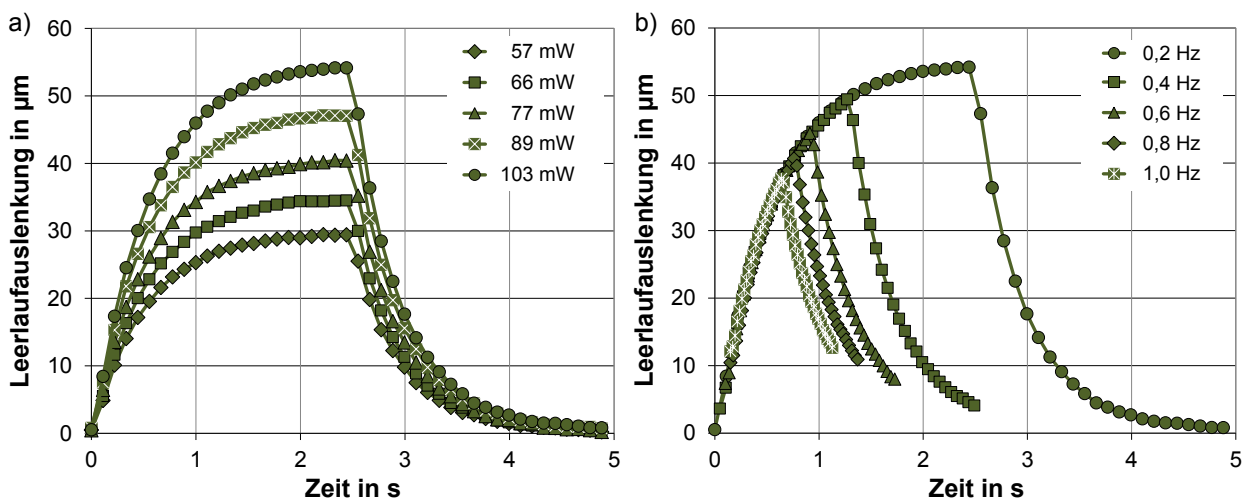 a)
Leerlaufauslenkung in µm
60
50
40
30
20
10
0
0 1 2 3 4 5
Zeit in s
57 mW
66 mW
77 mW
89 mW
103 mW
b)
Leerlaufauslenkung in µm
60
50
40
30
20
10
0
0 1 2 3 4 5
Zeit in s
0,2 Hz
0,4 Hz
0,6 Hz
0,8 Hz
1,0 Hz